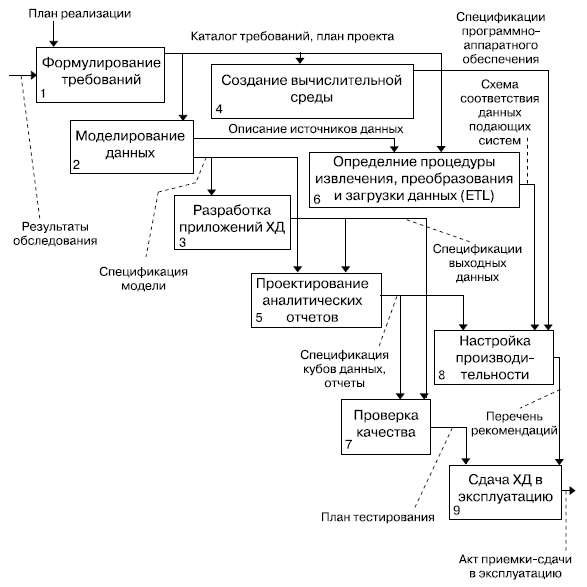 План реализации
Каталог требований, план проекта
Спецификации
программно-
аппаратного
обеспечения
Формулирование
требований
1
Создание вычислительной
среды
4
Схема
соответствия
данных
подающих
систем
Моделирование
данных
2
Описание источников данных
Определние процедуры
извлечения, преобразования
и загрузки данных (ETL)
6
Результаты
обследования
Разработка
приложений ХД
3
Спецификация
модели
Спецификации
выходных
данных
Проектирование
аналитических
отчетов
5
Спецификация
кубов данных,
отчеты
Настройка
производи-
тельности
8
Проверка
качества
7
Перечень
рекомендаций
Сдача ХД в
эксплуатацию
9
План тестирования
Акт приемки-сдачи
в эксплуатацию